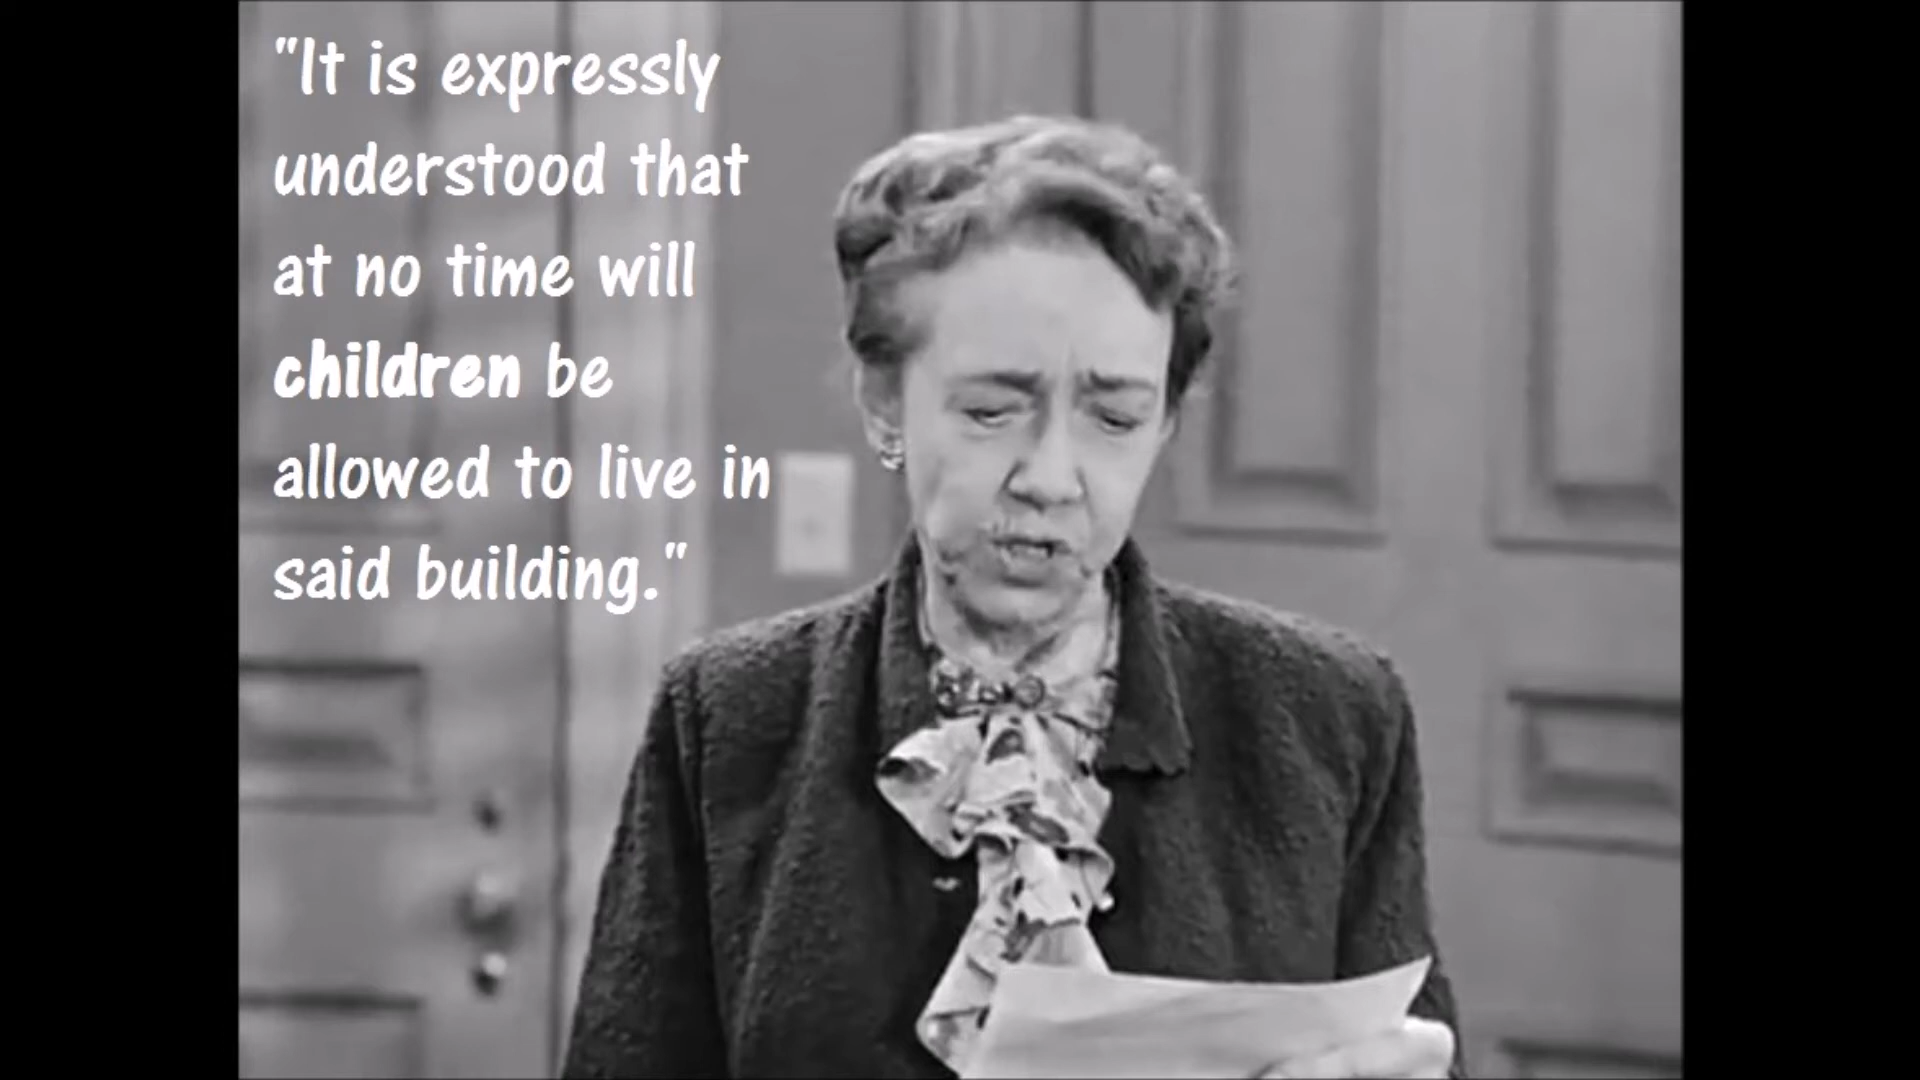 "It is expressly
understood that
at no time will
children be
allowed to live in
said building."